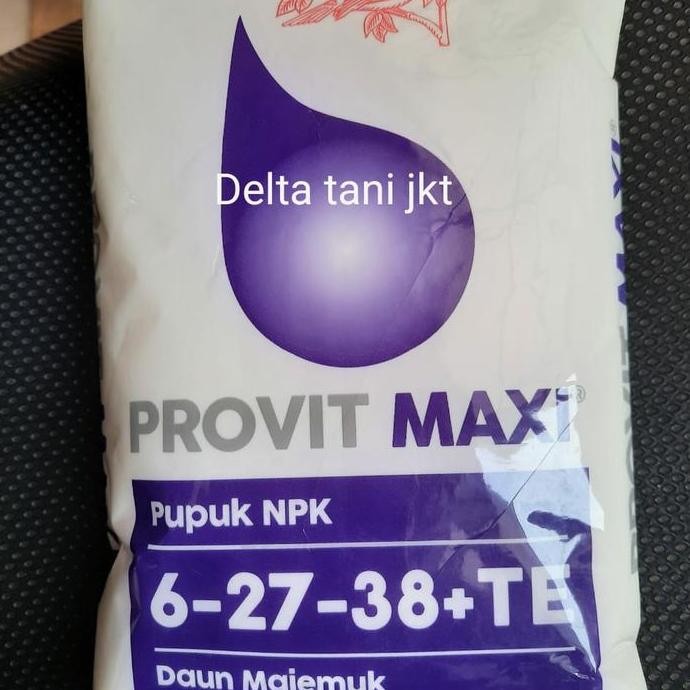 Delta tani jkt
PROVIT MAXI®
Pupuk NPK
6-27-38+TE
Daun Majemuk